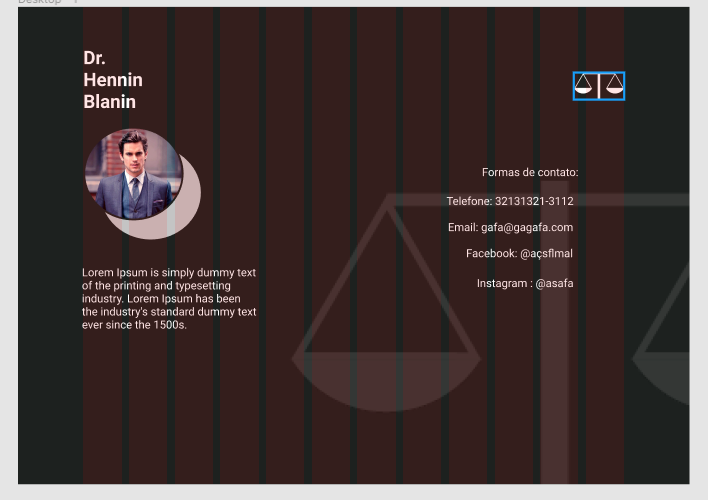 Dr.
Hennin
Blanin
Formas de contato:
Telefone: 32131321-3112
Email: gafa@gagafa.com
Facebook: @açsflmal
Instagram : @asafa
Lorem Ipsum is simply dummy text
of the printing and typesetting
industry. Lorem Ipsum has been
the industry's standard dummy text
ever since the 1500s.